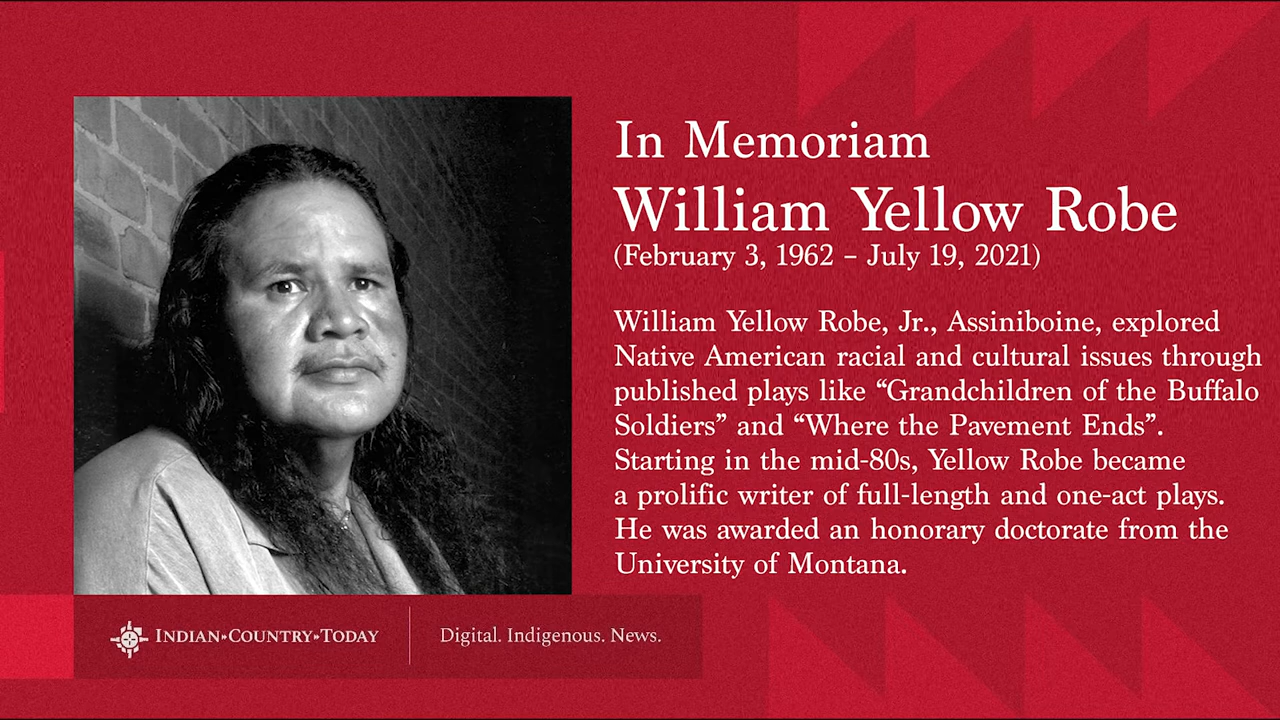 In Memoriam
William Yellow Robe
(February 3, 1962 – July 19, 2021)
William Yellow Robe, Jr., Assiniboine, explored
Native American racial and cultural issues through
published plays like “Grandchildren of the Buffalo
Soldiers” and “Where the Pavement Ends”.
Starting in the mid-80s, Yellow Robe became
a prolific writer of full-length and one-act plays.
He was awarded an honorary doctorate from the
University of Montana.
INDIAN»COUNTRY»TODAY
Digital. Indigenous. News.